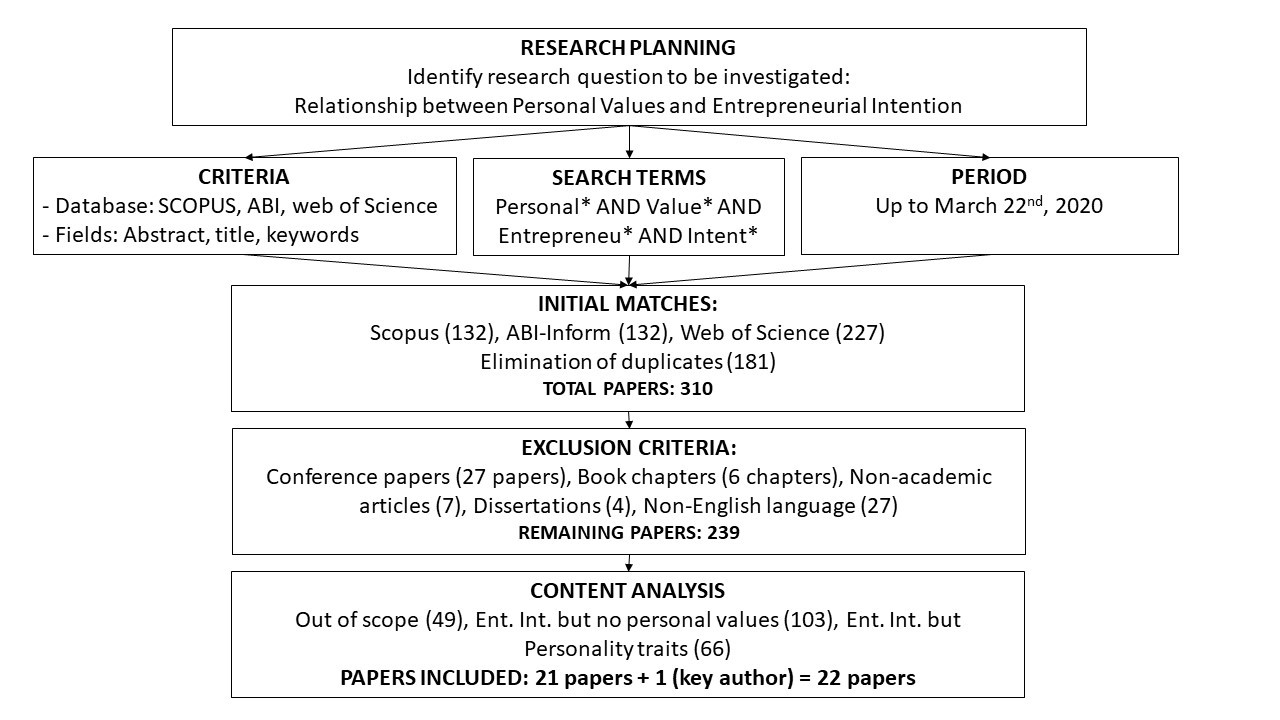 RESEARCH PLANNING
Identify research question to be investigated:
Relationship between Personal Values and Entrepreneurial Intention
CRITERIA
- Database: SCOPUS, ABI, web of Science
- Fields: Abstract, title, keywords
SEARCH TERMS
Personal* AND Value* AND
Entrepreneu* AND Intent*
PERIOD
Up to March 22nd, 2020
INITIAL MATCHES:
Scopus (132), ABI-Inform (132), Web of Science (227)
Elimination of duplicates (181)
TOTAL PAPERS: 310
EXCLUSION CRITERIA:
Conference papers (27 papers), Book chapters (6 chapters), Non-academic
articles (7), Dissertations (4), Non-English language (27)
REMAINING PAPERS: 239
CONTENT ANALYSIS
Out of scope (49), Ent. Int. but no personal values (103), Ent. Int. but
Personality traits (66)
PAPERS INCLUDED: 21 papers + 1 (key author) = 22 papers